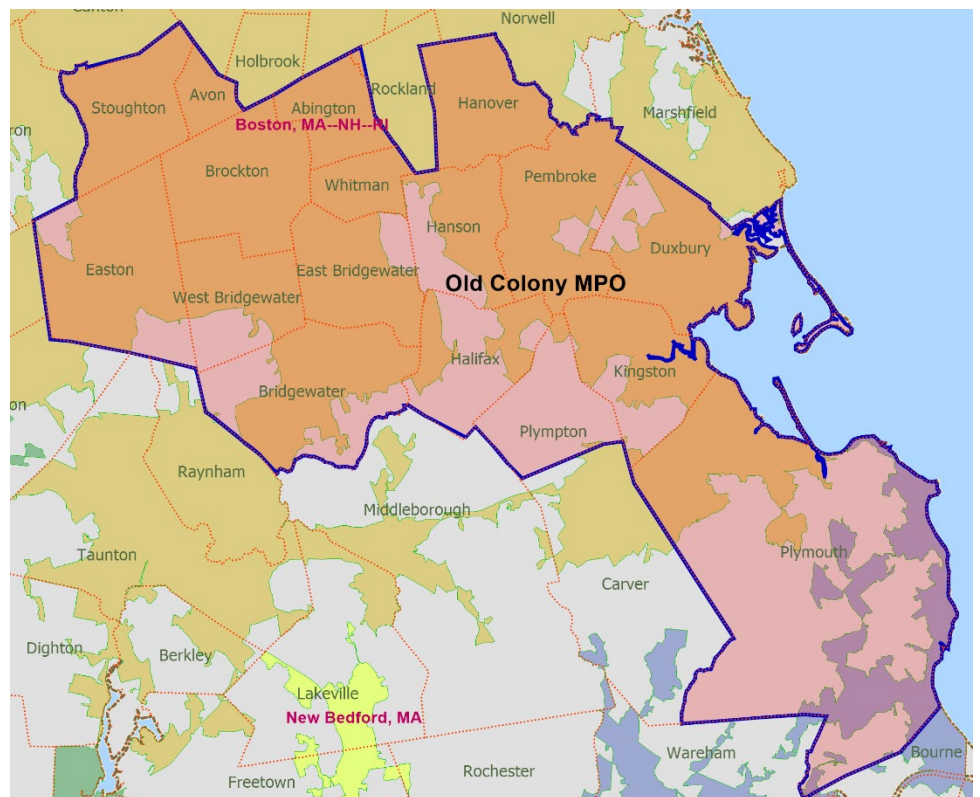 Norwell
Canton
Holbrook
Avon
Rockland
Stoughton
Abington
Hanover
Marshfield
Boston, MA--NH--RI
ron
Brockton
Whitman
Pembroke
Hanson
Duxbury
Easton
East Bridgewater
West Bridgewater
Old Colony MPO
Halifax
Kingston
Bridgewater
on
Plympton
Raynham
Middleborough
Taunton
Plymouth
Carver
Dighton
Berkley
Lakeville
New Bedford, MA
Wareham
Bourne
Rochester
Freetown